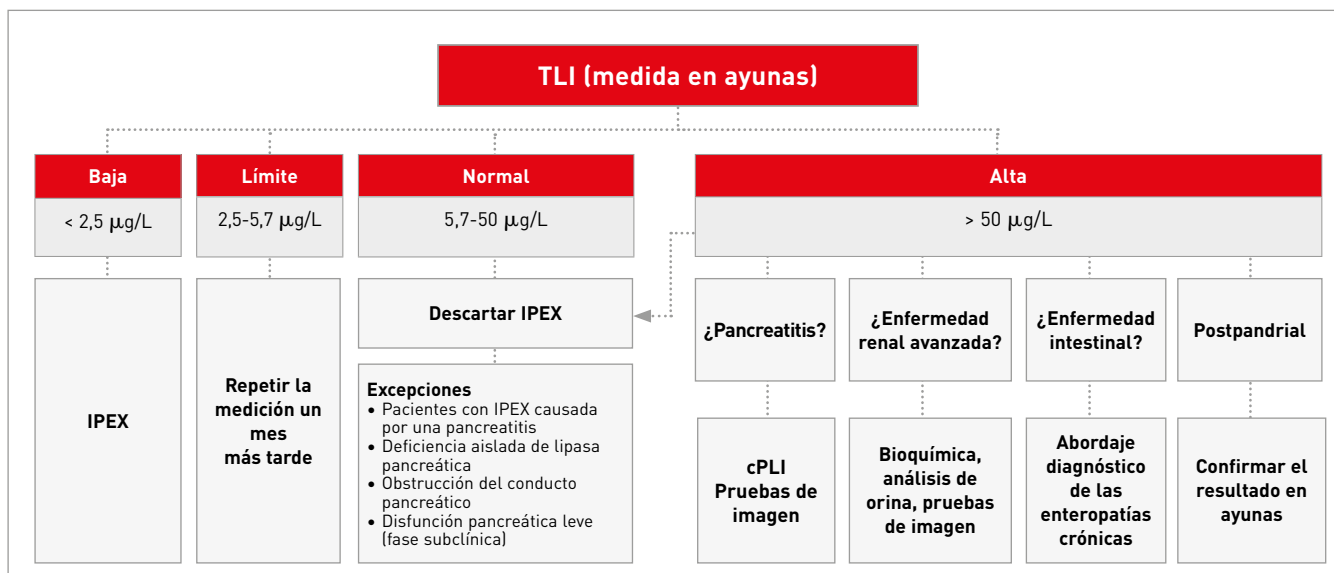 TLI (medida en ayunas)
Baja
< 2,5 μg/L
IPEX
Límite
2,5-5,7 μg/L
Repetir la
medición un
mes
más tarde
Normal
5,7-50 μg/L
Descartar IPEX
Excepciones
• Pacientes con IPEX causada
por una pancreatitis
• Deficiencia aislada de lipasa
pancreática
• Obstrucción del conducto
pancreático
• Disfunción pancreática leve
(fase subclínica)
Alta
> 50 μg/L
¿Pancreatitis?
cPLI
Pruebas de
imagen
¿Enfermedad
renal avanzada?
Bioquímica,
análisis de
orina, pruebas
de imagen
¿Enfermedad
intestinal?
Abordaje
diagnóstico
de las
enteropatías
crónicas
Postpandrial
Confirmar el
resultado en
ayunas